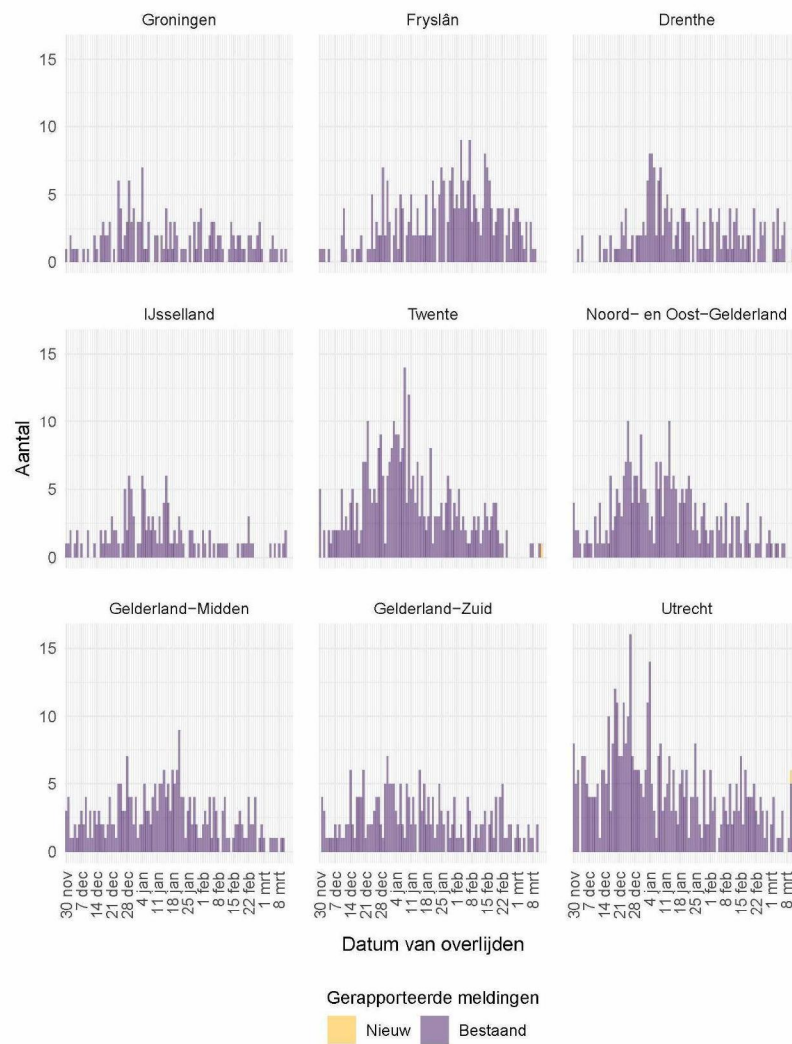 Groningen
Fryslân
Drenthe
15
10
5
0
IJsselland
Twente
Noord- en Oost-Gelderland
15
10
5
0
Gelderland-Midden
Gelderland-Zuid
Utrecht
15
10
5
0
Aantal
30 nov
7 dec
14 dec
21 dec
28 dec
4 jan
11 jan
18 jan
25 jan
1 feb
8 feb
15 feb
22 feb
1 mrt
8 mrt
30 nov
7 dec
14 dec
21 dec
28 dec
4 jan
11 jan
18 jan
25 jan
1 feb
8 feb
15 feb
22 feb
1 mrt
8 mrt
30 nov
7 dec
14 dec
21 dec
28 dec
4 jan
11 jan
18 jan
25 jan
1 feb
8 feb
15 feb
22 feb
1 mrt
8 mrt
Datum van overlijden
Gerapporteerde meldingen
Nieuw
Bestaand